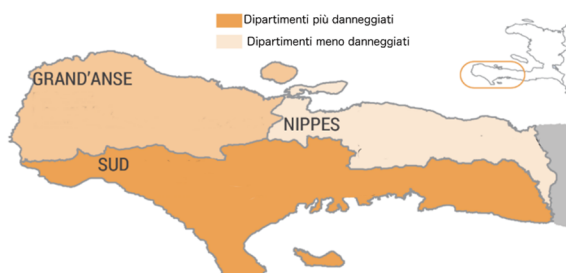 Dipartimenti più danneggiati
Dipartimenti meno danneggiati
GRAND'ANSE
NIPPES
SUD